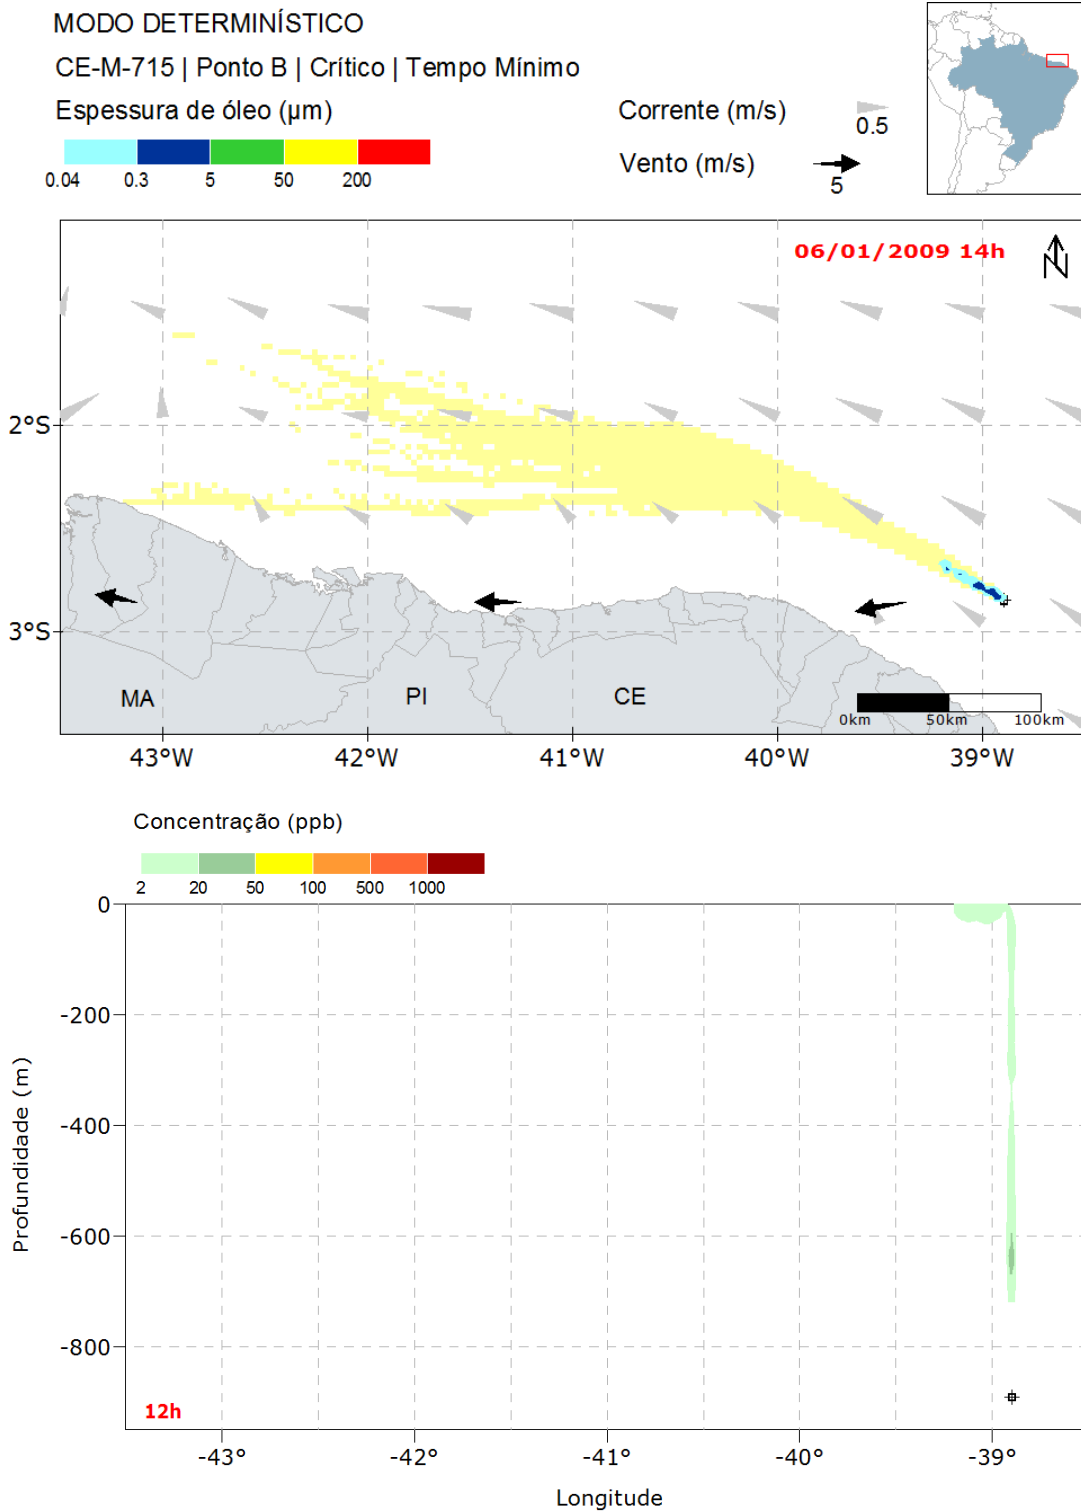 MODO DETERMINÍSTICO
CE-M-715 | Ponto B | Crítico | Tempo Mínimo
Espessura de óleo (µm)
0.04 0.3 5 50 200
Corrente (m/s)
0.5
Vento (m/s)
5
06/01/2009 14h
N
2°S
3°S
MA PI CE
0km 50km 100km
43°W 42°W 41°W 40°W 39°W
Concentração (ppb)
2 20 50 100 500 1000
0
-200
-400
-600
-800
Profundidade (m)
12h
-43° -42° -41° -40° -39°
Longitude